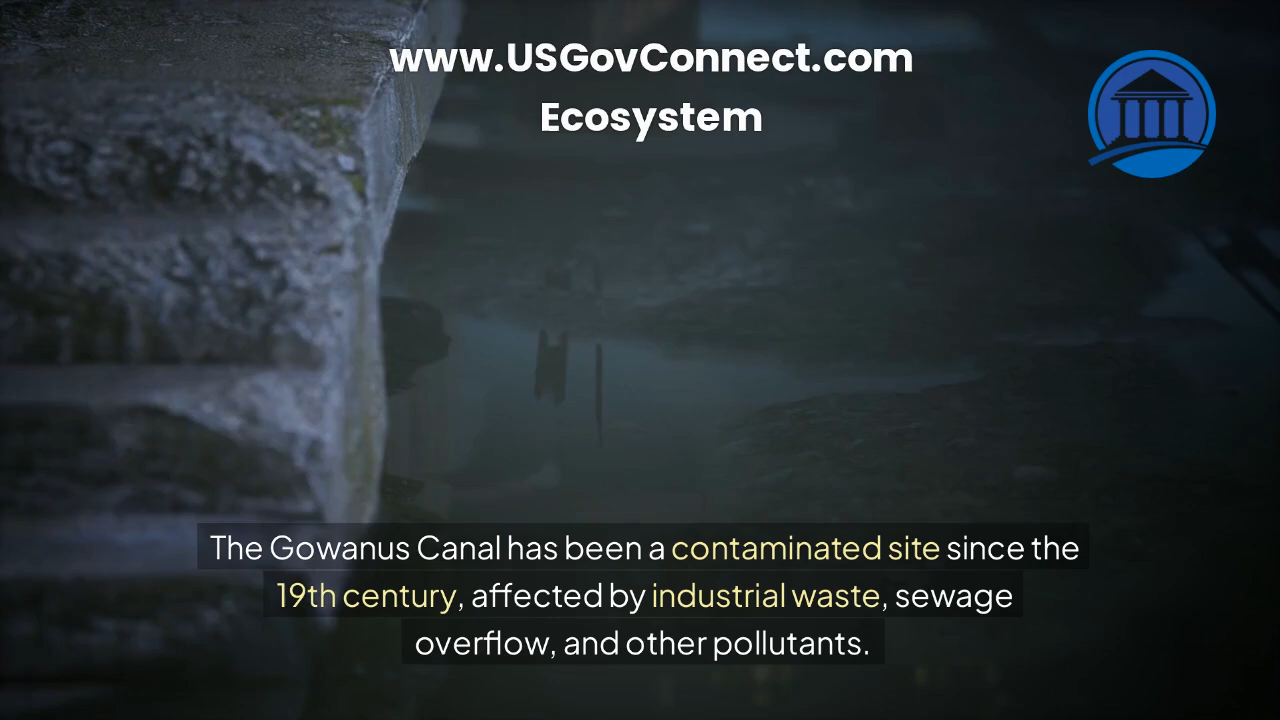 www.USGovConnect.com
Ecosystem
The Gowanus Canal has been a contaminated site since the
19th century, affected by industrial waste, sewage
overflow, and other pollutants.